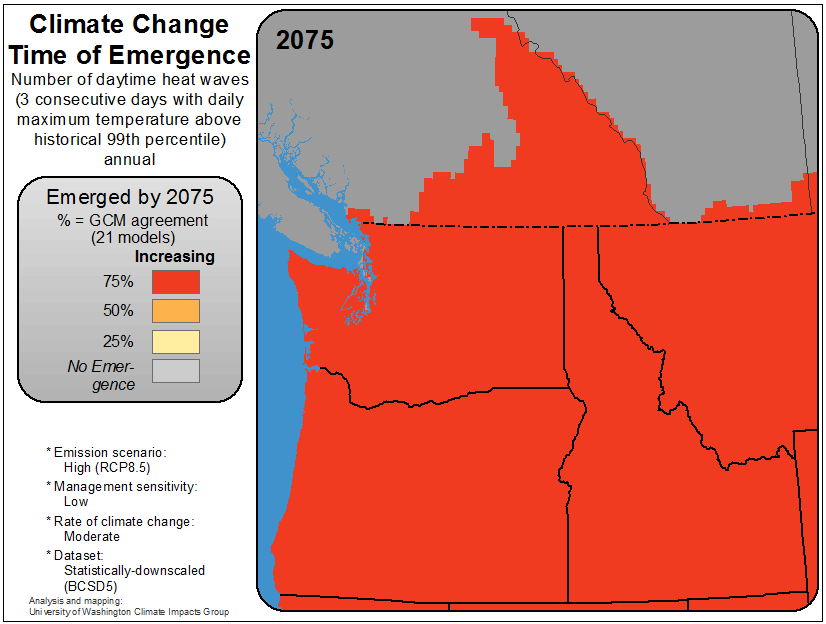 Climate Change
Time of Emergence
Number of daytime heat waves
(3 consecutive days with daily
maximum temperature above
historical 99th percentile)
annual
2075
Emerged by 2075
% = GCM agreement
(21 models)
Increasing
75%
50%
25%
No Emer-
gence
* Emission scenario:
High (RCP8.5)
* Management sensitivity:
Low
* Rate of climate change:
Moderate
* Dataset:
Statistically-downscaled
(BCSD5)
Analysis and mapping:
University of Washington Climate Impacts Group